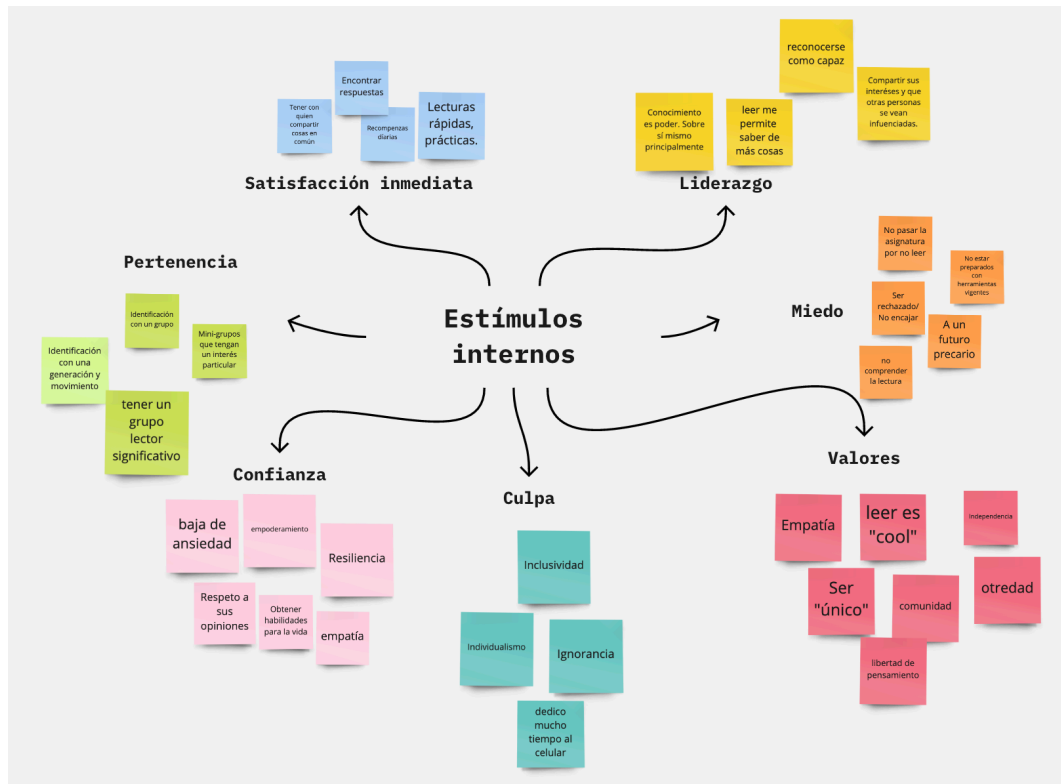 Estímulos
internos
Satisfacción inmediata
Tener con
quien
compartir
cosas en
común
Encontrar
respuestas
Recompenzas
díarias
Lecturas
rápidas,
prácticas.
Liderazgo
Conocimiento
es poder. Sobre
sí mismo
principalmente
leer me
permite
saber de
más cosas
reconocerse
como capaz
Compartir sus
interéses y que
otras personas
se vean
infuenciadas.
Pertenencia
Identificación
con un grupo
Mini-grupos
que tengan
un interés
particular
Identificación
con una
generación y
movimiento
tener un
grupo
lector
significativo
Miedo
No pasar la
asignatura
por no leer
No estar
preparados
con
herramientas
vigentes
Ser
rechazado/
No encajar
A un
futuro
precario
no
comprender
la lectura
Confianza
baja de
ansiedad
empoderamiento
Resiliencia
Respeto a
sus
opiniones
Obtener
habilidades
para la vida
empatía
Culpa
Inclusividad
Individualismo
Ignorancia
dedico
mucho
tiempo al
celular
Valores
Empatía
leer es
"cool"
Independencia
Ser
"único"
comunidad
otredad
libertad de
pensamiento